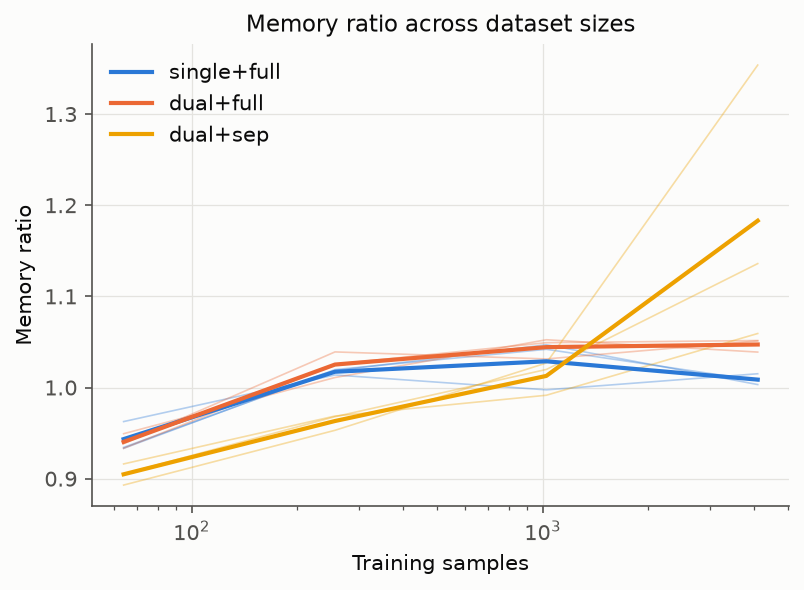 Memory ratio across dataset sizes
single+full
dual+full
dual+sep
Memory ratio
1.3
1.2
1.1
1.0
0.9
10²
10³
Training samples